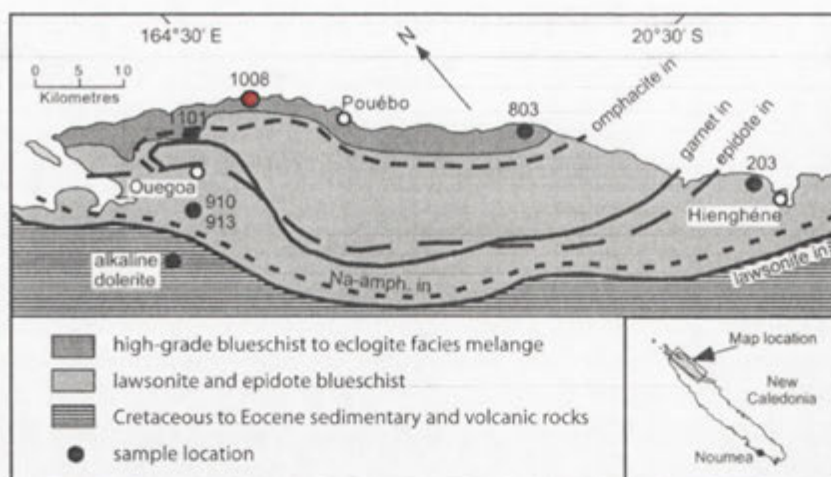 164°30' E
20°30' S
N
0 5 10
Kilometres
1008
Pouébo
803
omphacite in
garnet in
epidote in
1101
203
Ouegoa
910
913
Hienghéne
alkaline
dolerite
Na-amph. in
lawsonite in
high-grade blueschist to eclogite facies melange
lawsonite and epidote blueschist
Cretaceous to Eocene sedimentary and volcanic rocks
sample location
Map location
New
Caledonia
Noumea